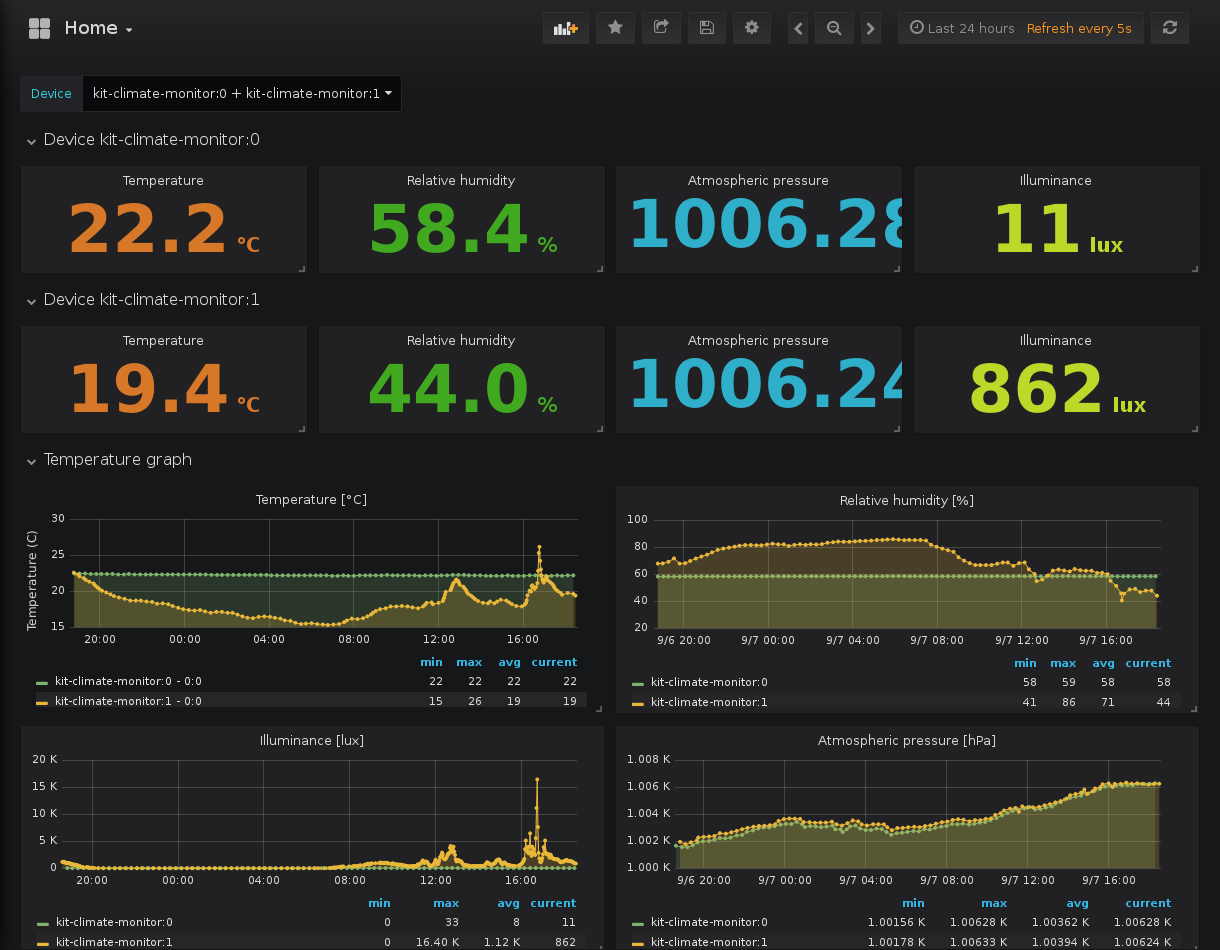 Home
Last 24 hours Refresh every 5s
Device kit-climate-monitor:0 + kit-climate-monitor:1
Device kit-climate-monitor:0
Temperature Relative humidity Atmospheric pressure Illuminance
22.2 °C 58.4 % 1006.28 11 lux
Device kit-climate-monitor:1
Temperature Relative humidity Atmospheric pressure Illuminance
19.4 °C 44.0 % 1006.24 862 lux
Temperature graph
Temperature [°C]
Temperature (C)
30
25
20
15
20:00 00:00 04:00 08:00 12:00 16:00
min max avg current
kit-climate-monitor:0 - 0:0 22 22 22 22
kit-climate-monitor:1 - 0:0 15 26 19 19
Relative humidity [%]
100
80
60
40
20
9/6 20:00 9/7 00:00 9/7 04:00 9/7 08:00 9/7 12:00 9/7 16:00
min max avg current
kit-climate-monitor:0 58 59 58 58
kit-climate-monitor:1 41 86 71 44
Illuminance [lux]
20 K
15 K
10 K
5 K
0
20:00 00:00 04:00 08:00 12:00 16:00
min max avg current
kit-climate-monitor:0 0 33 8 11
kit-climate-monitor:1 0 16.40 K 1.12 K 862
Atmospheric pressure [hPa]
1.008 K
1.006 K
1.004 K
1.002 K
1.000 K
9/6 20:00 9/7 00:00 9/7 04:00 9/7 08:00 9/7 12:00 9/7 16:00
min max avg current
kit-climate-monitor:0 1.00156 K 1.00628 K 1.00362 K 1.00628 K
kit-climate-monitor:1 1.00178 K 1.00633 K 1.00394 K 1.00624 K